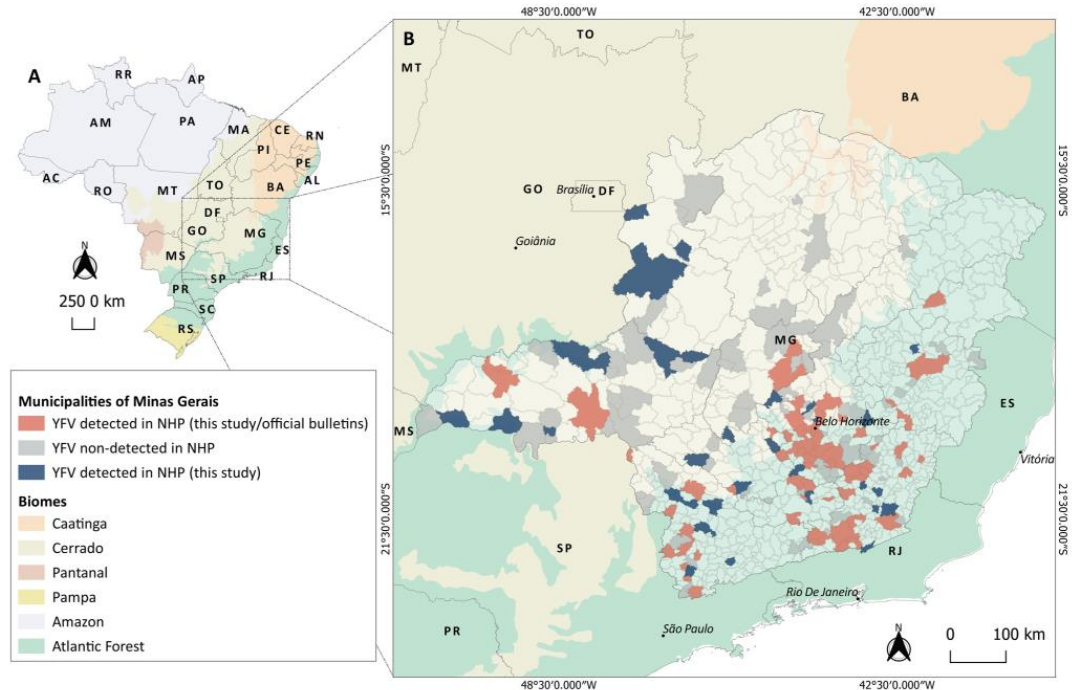 A
RR
AP
AM
PA
MA
CE
RN
PI
PE
AL
AC
RO
MT
TO
BA
DF
GO
MG
ES
MS
SP
RJ
PR
SC
RS
N
250 0 km
Municipalities of Minas Gerais
YFV detected in NHP (this study/official bulletins)
YFV non-detected in NHP
YFV detected in NHP (this study)
Biomes
Caatinga
Cerrado
Pantanal
Pampa
Amazon
Atlantic Forest
48°30'0.000"W
42°30'0.000"W
B
TO
MT
BA
15°30'0.000"S
15°30'0.000"S
GO
Brasília
DF
Goiânia
MG
ES
MS
Belo Horizonte
Vitória
21°30'0.000"S
21°30'0.000"S
SP
RJ
Rio De Janeiro
PR
São Paulo
N
0 100 km
48°30'0.000"W
42°30'0.000"W